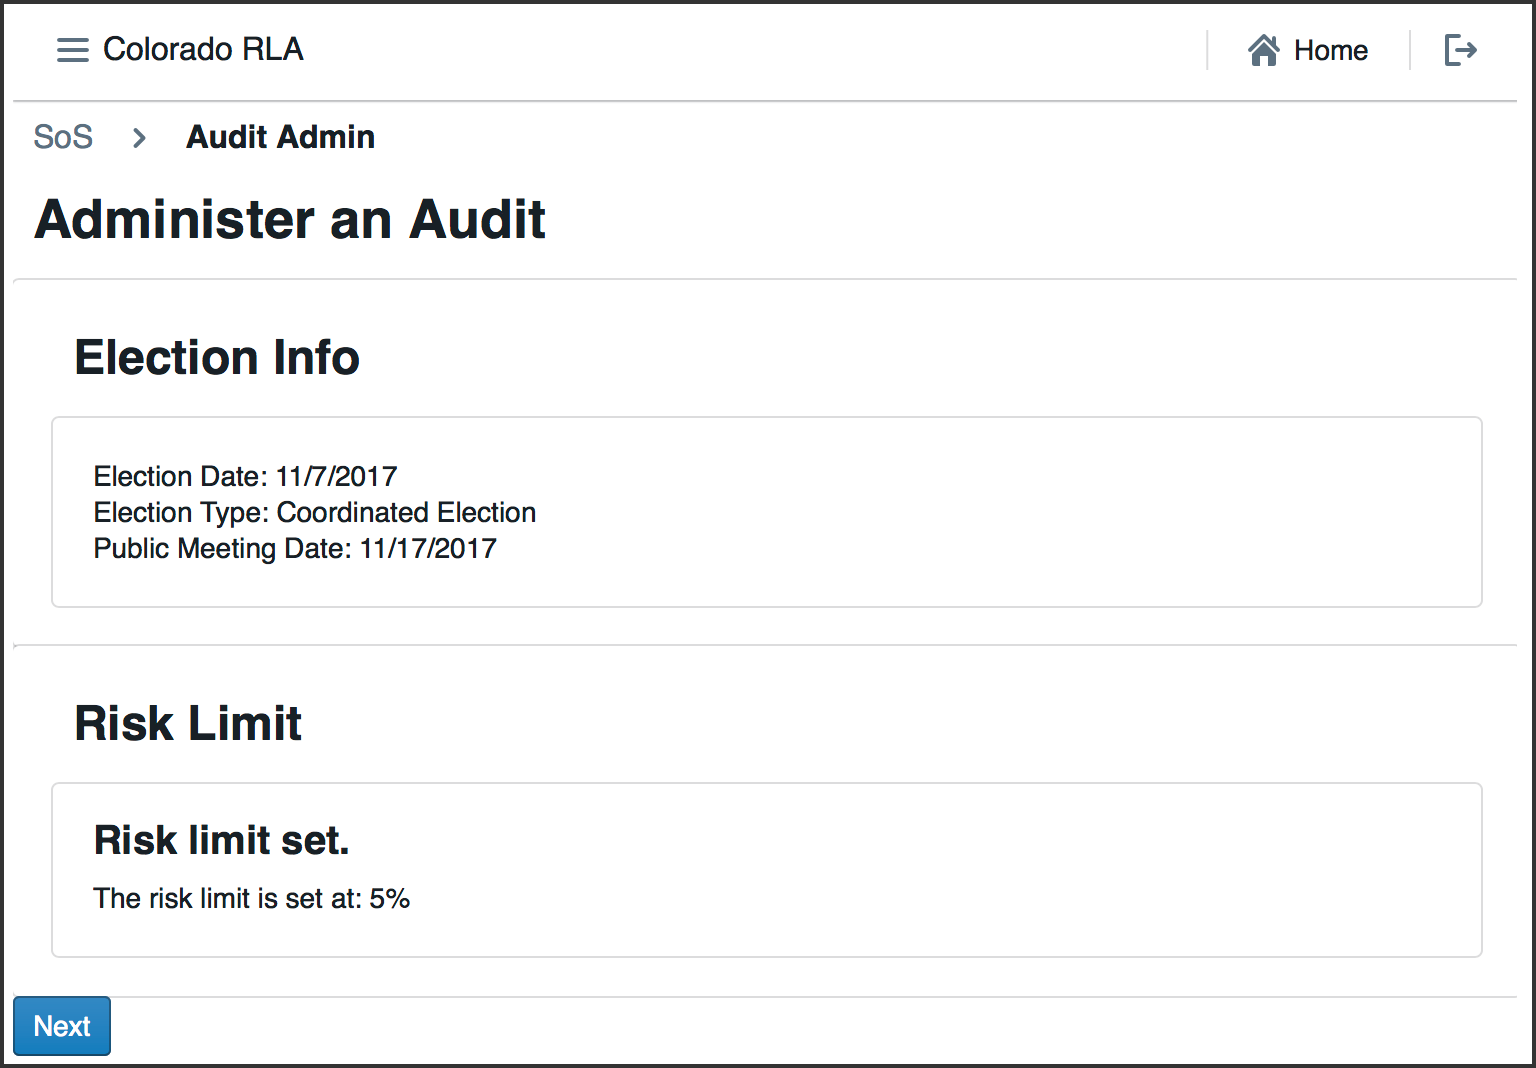 Colorado RLA
Home
SoS
Audit Admin
Administer an Audit
Election Info
Election Date: 11/7/2017
Election Type: Coordinated Election
Public Meeting Date: 11/17/2017
Risk Limit
Risk limit set.
The risk limit is set at: 5%
Next